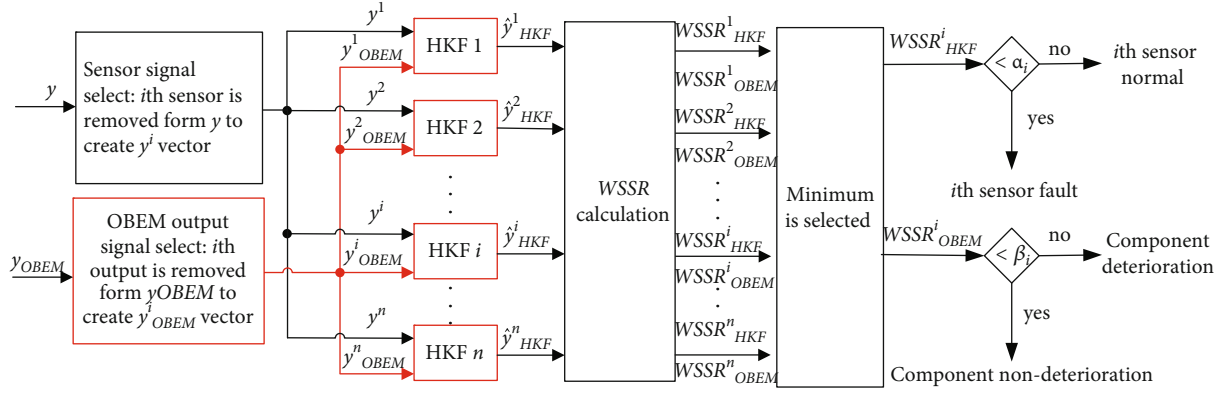 y
Sensor signal
select: ith sensor is
removed form y to
create y^i vector
y_OBEM
OBEM output
signal select: ith
output is removed
form yOBEM to
create y^i_OBEM vector
y^1
y^1_OBEM
HKF 1
ŷ^1_HKF
y^2
y^2_OBEM
HKF 2
ŷ^2_HKF
y^i
y^i_OBEM
HKF i
ŷ^i_HKF
y^n
y^n_OBEM
HKF n
ŷ^n_HKF
WSSR
calculation
WSSR^1_HKF
WSSR^1_OBEM
WSSR^2_HKF
WSSR^2_OBEM
WSSR^i_HKF
WSSR^i_OBEM
WSSR^n_HKF
WSSR^n_OBEM
Minimum
is selected
WSSR^i_HKF
< α_i
no
ith sensor
normal
yes
ith sensor fault
WSSR^i_OBEM
< β_i
no
Component
deterioration
yes
Component non-deterioration